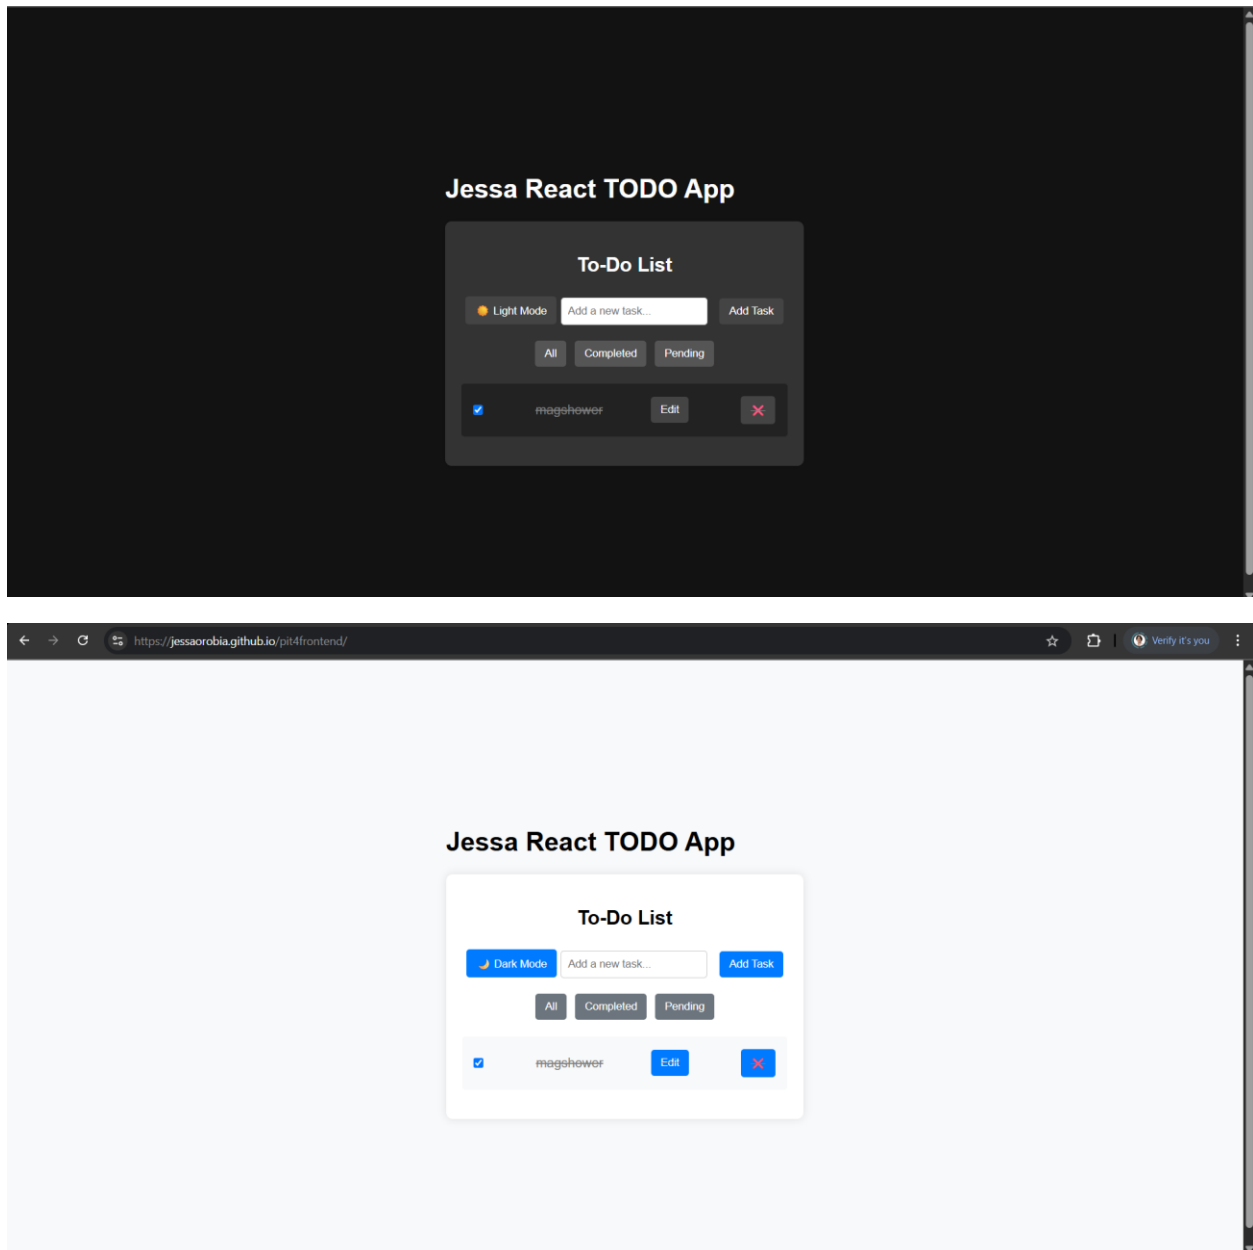 Jessa React TODO App
To-Do List
Light Mode Add a new task... Add Task
All Completed Pending
magshower Edit
https://jessaorobia.github.io/pit4frontend/ Verify it's you
Jessa React TODO App
To-Do List
Dark Mode Add a new task... Add Task
All Completed Pending
magshower Edit